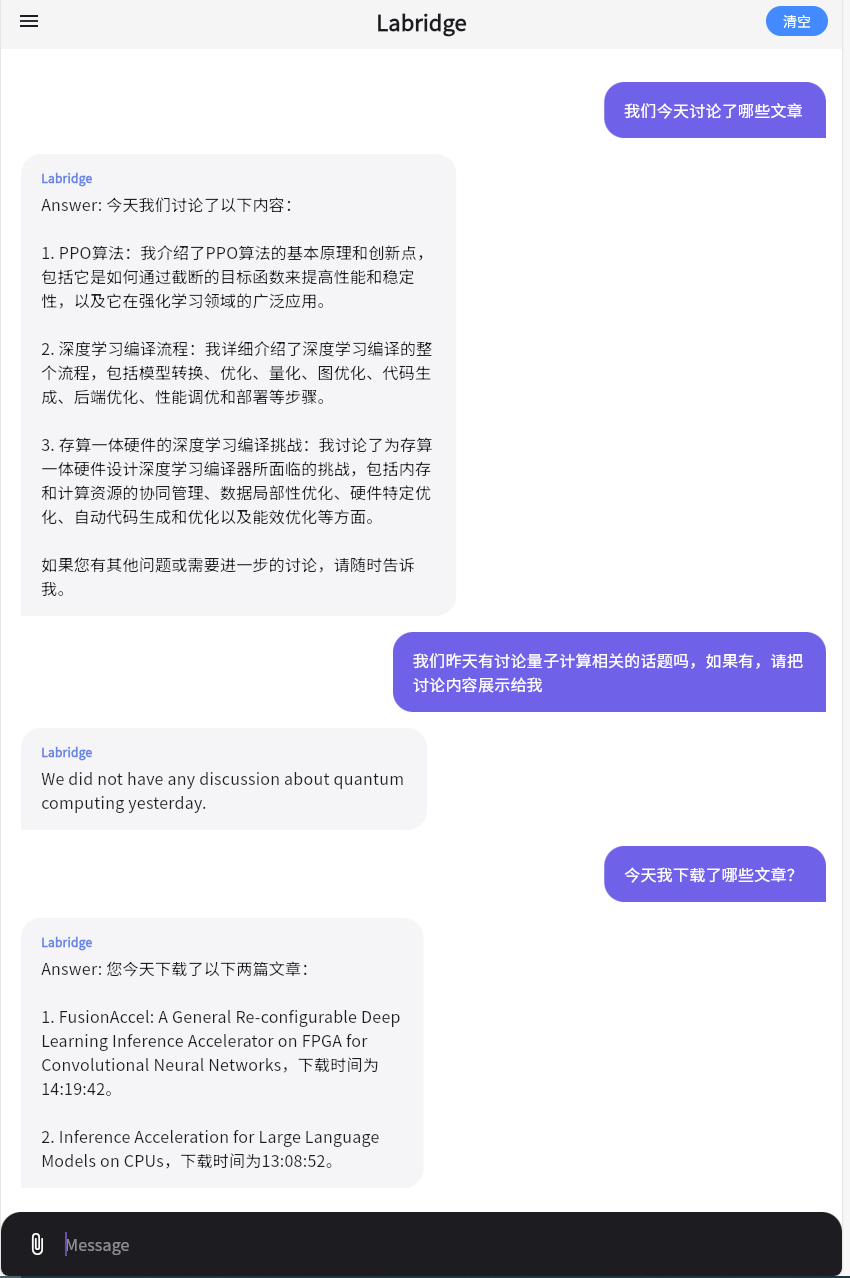 Labridge
清空
我们今天讨论了哪些文章
Labridge
Answer: 今天我们讨论了以下内容：
1. PPO算法：我介绍了PPO算法的基本原理和创新点，
包括它是如何通过截断的目标函数来提高性能和稳定
性，以及它在强化学习领域的广泛应用。
2. 深度学习编译流程：我详细介绍了深度学习编译的整
个流程，包括模型转换、优化、量化、图优化、代码生
成、后端优化、性能调优和部署等步骤。
3. 存算一体硬件的深度学习编译挑战：我讨论了为存算
一体硬件设计深度学习编译器所面临的挑战，包括内存
和计算资源的协同管理、数据局部性优化、硬件特定优
化、自动代码生成和优化以及能效优化等方面。
如果您有其他问题或需要进一步的讨论，请随时告诉
我。
我们昨天有讨论量子计算相关的话题吗，如果有，请把
讨论内容展示给我
Labridge
We did not have any discussion about quantum
computing yesterday.
今天我下载了哪些文章？
Labridge
Answer: 您今天下载了以下两篇文章：
1. FusionAccel: A General Re-configurable Deep
Learning Inference Accelerator on FPGA for
Convolutional Neural Networks，下载时间为
14:19:42。
2. Inference Acceleration for Large Language
Models on CPUs，下载时间为13:08:52。
Message